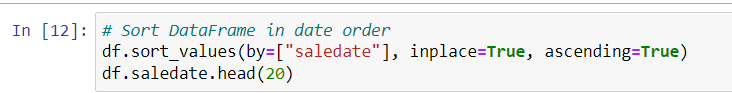 In [12]: # Sort DataFrame in date order
df.sort_values(by=["saledate"], inplace=True, ascending=True)
df.saledate.head(20)